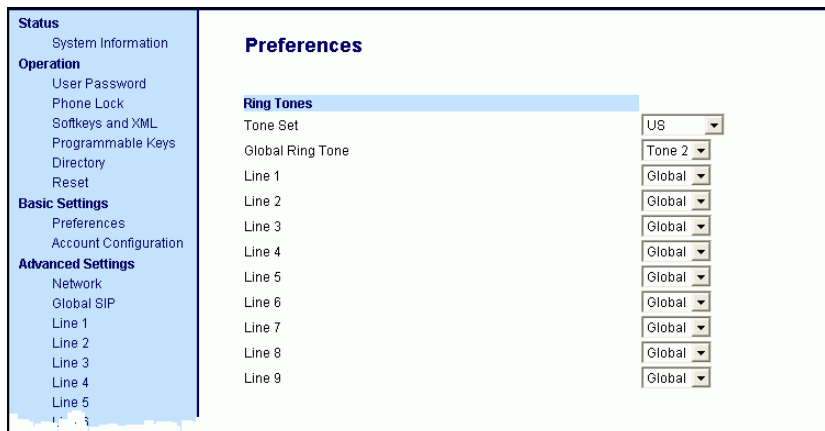 Status
System Information
Operation
User Password
Phone Lock
Softkeys and XML
Programmable Keys
Directory
Reset
Basic Settings
Preferences
Account Configuration
Advanced Settings
Network
Global SIP
Line 1
Line 2
Line 3
Line 4
Line 5
Preferences
Ring Tones
Tone Set US
Global Ring Tone Tone 2
Line 1 Global
Line 2 Global
Line 3 Global
Line 4 Global
Line 5 Global
Line 6 Global
Line 7 Global
Line 8 Global
Line 9 Global